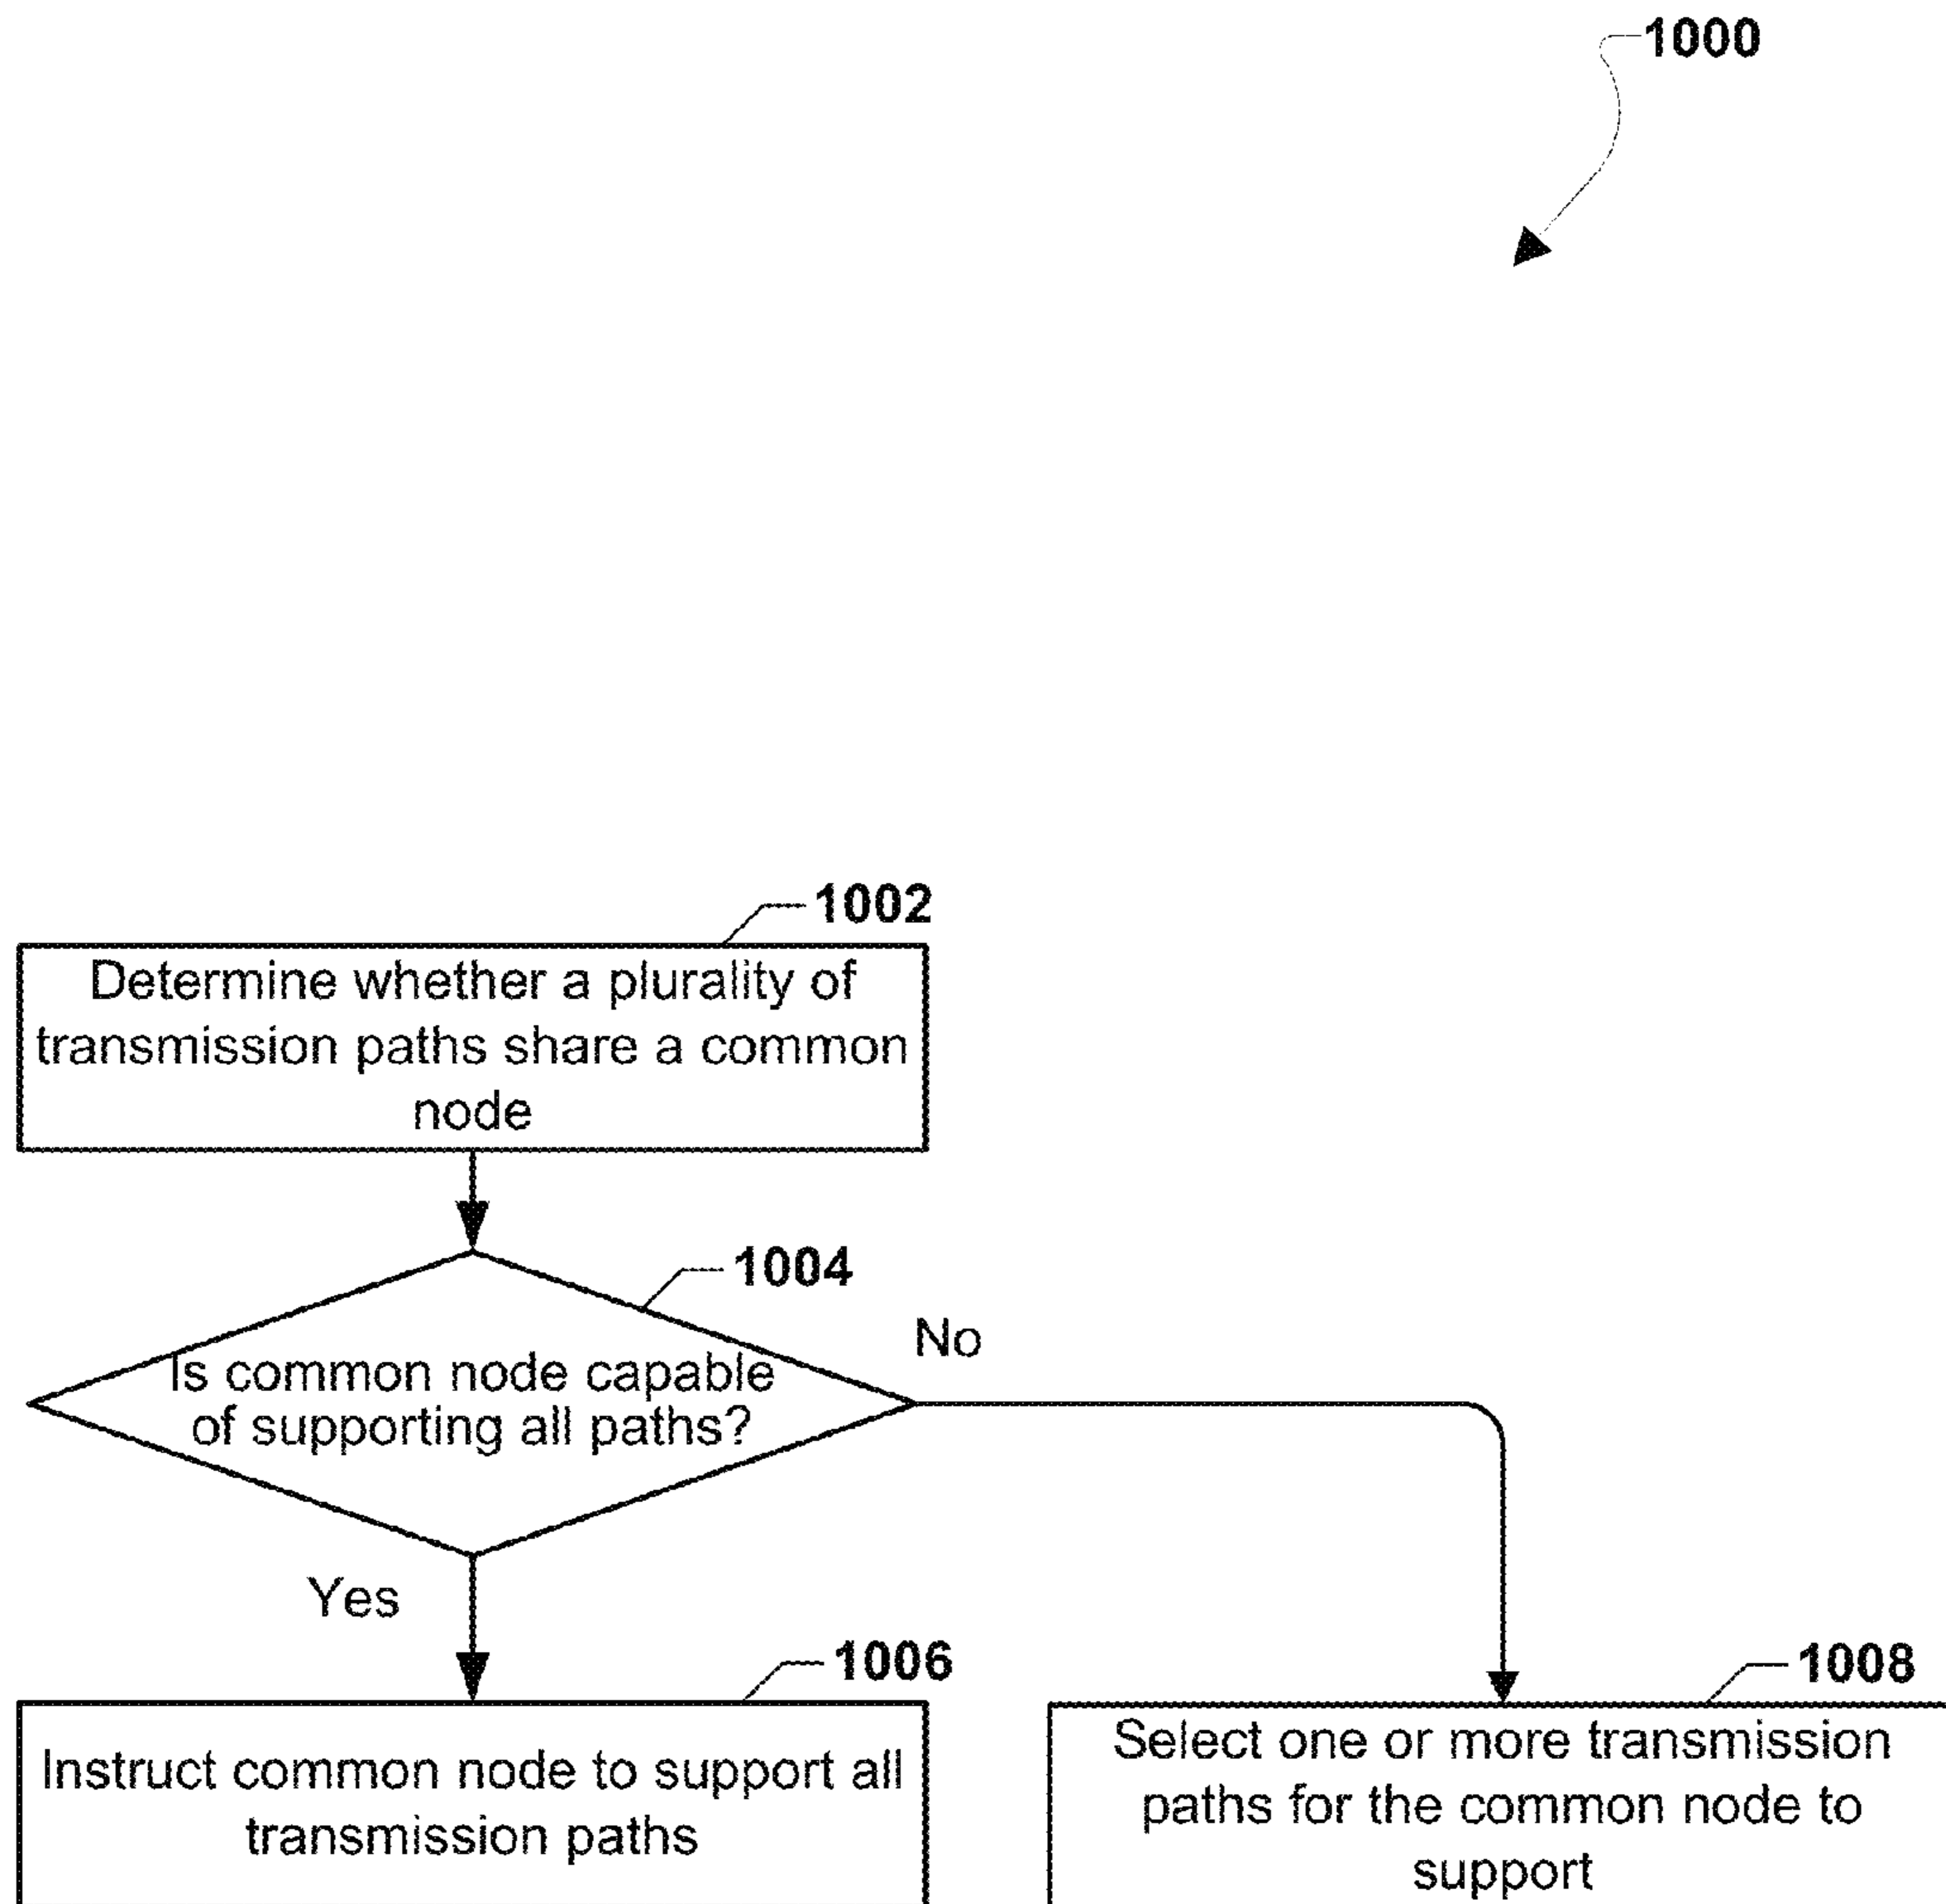 1000
1002
Determine whether a plurality of
transmission paths share a common
node
1004
Is common node capable
of supporting all paths?
No
Yes
1006
Instruct common node to support all
transmission paths
1008
Select one or more transmission
paths for the common node to
support